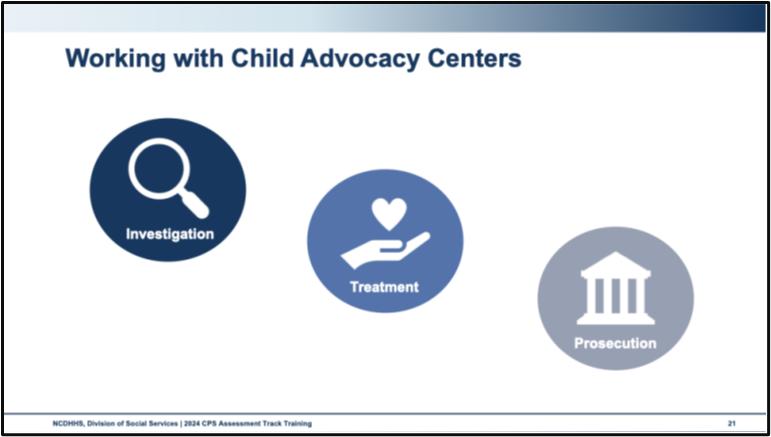 Working with Child Advocacy Centers
Investigation
Treatment
Prosecution
NCDHHS, Division of Social Services | 2024 CPS Assessment Track Training
21